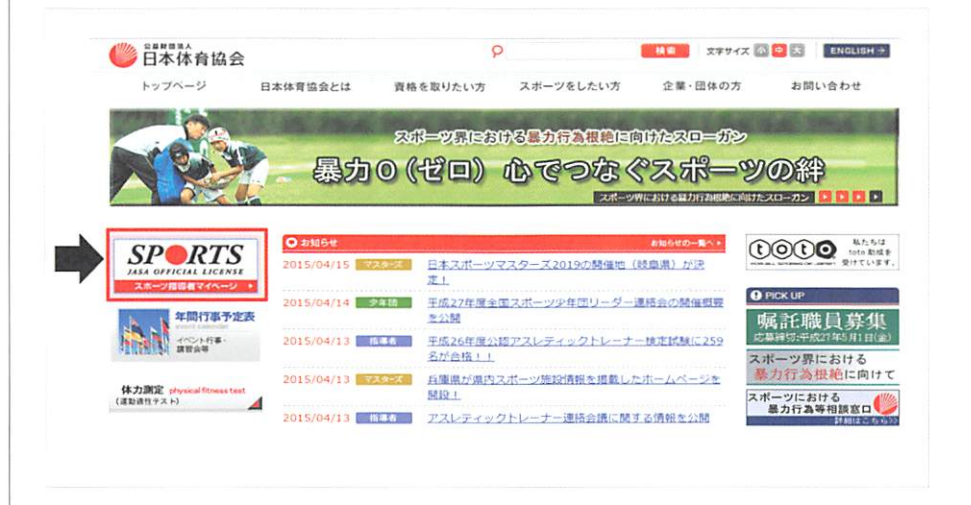 公益財団法人
日本体育協会
検索
文字サイズ 小 中 大
ENGLISH
トップページ
日本体育協会とは
資格を取りたい方
スポーツをしたい方
企業・団体の方
お問い合わせ
スポーツ界における暴力行為根絶に向けたスローガン
暴力0(ゼロ) 心でつなぐスポーツの絆
スポーツ界における暴力行為根絶に向けたスローガン
SPORTS
JASA OFFICIAL LICENSE
スポーツ指導者マイページ
年間行事予定表
event calendar
イベント行事・
講習会等
体力測定 physical fitness test
(運動適性テスト)
お知らせ
お知らせの一覧へ
2015/04/15 マスターズ 日本スポーツマスターズ2019の開催地(岐阜県)が決
定！
2015/04/14 少年団 平成27年度全国スポーツ少年団リーダー連絡会の開催概要
を公開
2015/04/13 指導者 平成26年度公認アスレティックトレーナー検定試験に259
名が合格！！
2015/04/13 マスターズ 兵庫県が県内スポーツ施設情報を掲載したホームページを
開設！
2015/04/13 指導者 アスレティックトレーナー連絡会議に関する情報を公開
toto
私たちは
toto 助成を
受けています。
PICK UP
嘱託職員募集
応募締切:平成27年5月1日(金)
スポーツ界における
暴力行為根絶に向けて
スポーツにおける
暴力行為等相談窓口
詳細はこちら>>